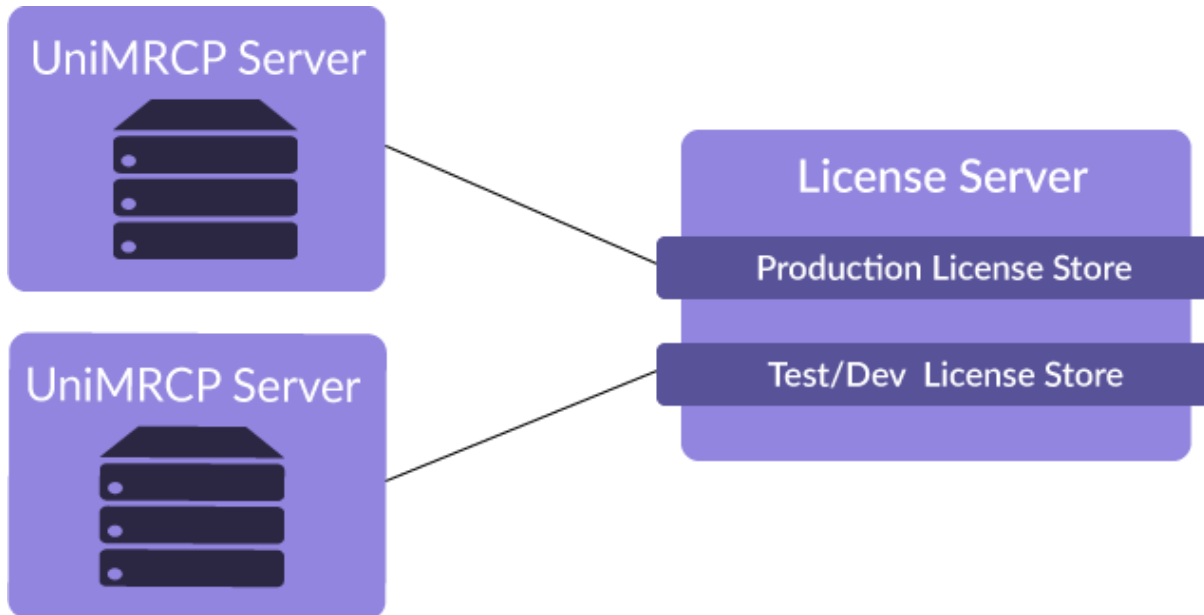 UniMRCP Server
License Server
Production License Store
Test/Dev License Store
UniMRCP Server